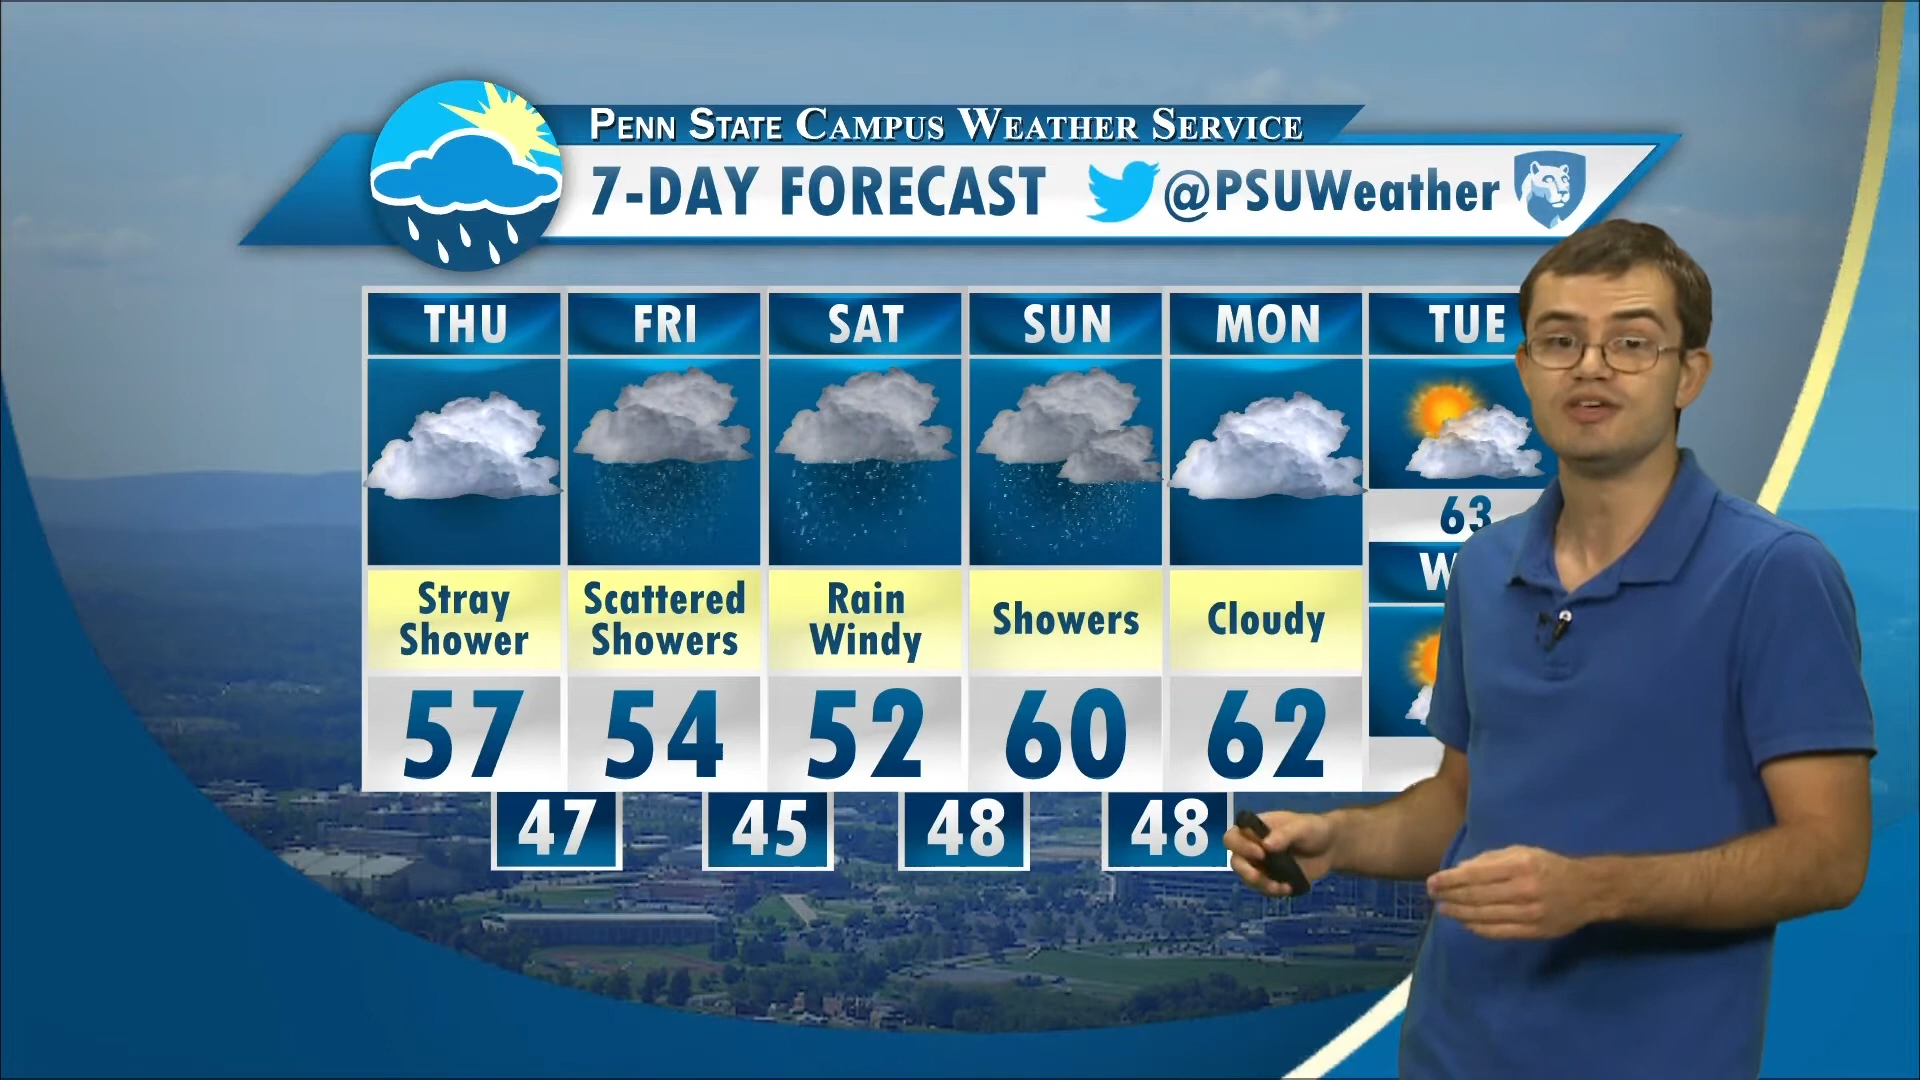 PENN STATE CAMPUS WEATHER SERVICE
7-DAY FORECAST @PSUWeather
THU FRI SAT SUN MON TUE
63
Stray Shower
Scattered Showers
Rain Windy
Showers
Cloudy
57 54 52 60 62
47 45 48 48